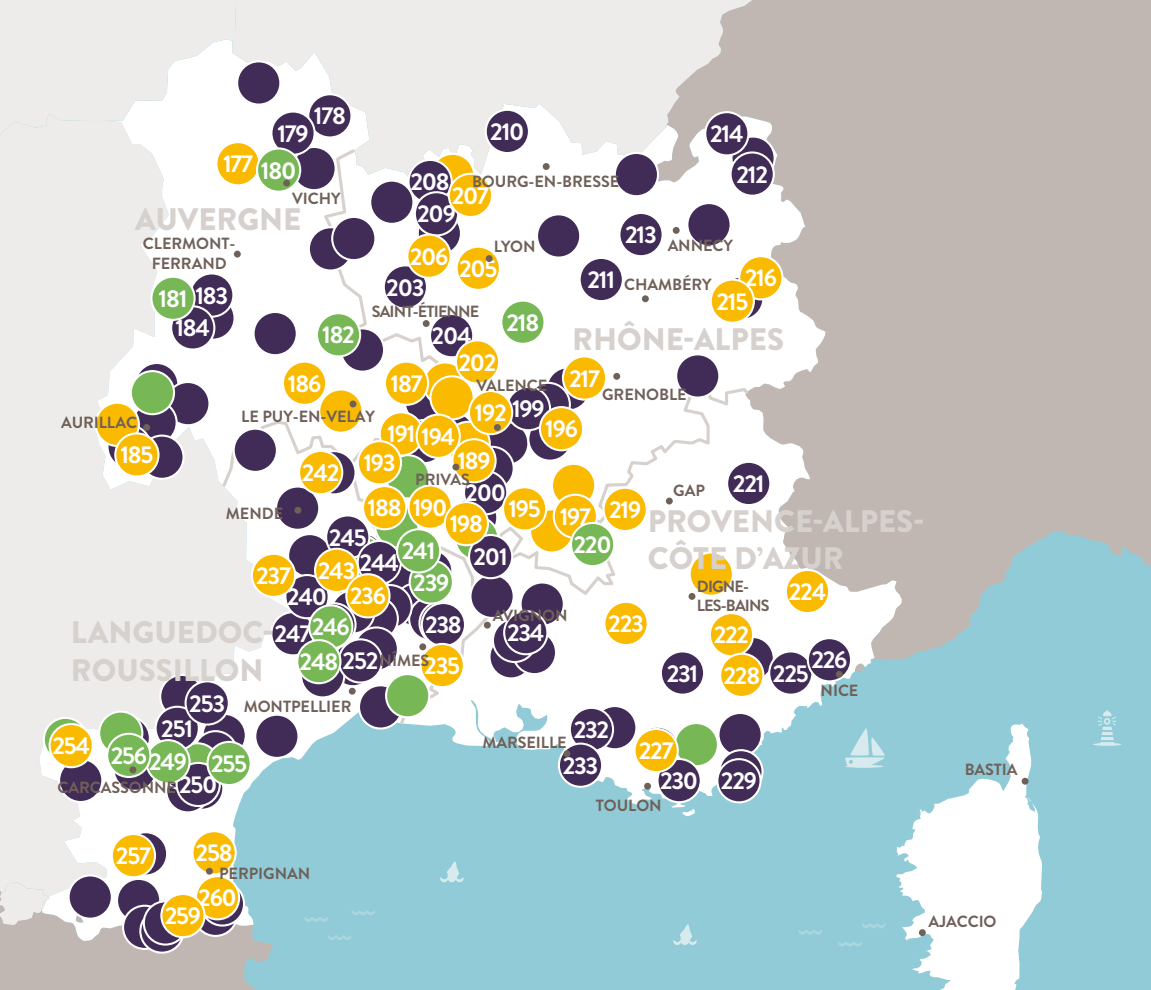 178
179
210
214
177
180
212
208
BOURG-EN-BRESSE
207
VICHY
209
AUVERGNE
213
ANNECY
CLERMONT-
FERRAND
LYON
206
205
211
CHAMBÉRY
216
215
181
183
184
203
SAINT-ÉTIENNE
204
182
218
RHÔNE-ALPES
202
186
187
VALENCE
217
GRENOBLE
199
192
LE PUY-EN-VELAY
AURILLAC
191
194
196
185
193
189
PRIVAS
242
200
221
GAP
188
190
195
197
219
MENDE
198
PROVENCE-ALPES-
CÔTE D'AZUR
245
241
201
220
244
243
237
239
DIGNE-
LES-BAINS
224
240
236
AVIGNON
246
238
234
223
222
LANGUEDOC-
ROUSSILLON
247
248
252
NÎMES
235
231
228
225
226
NICE
MONTPELLIER
253
251
232
MARSEILLE
227
254
256
249
255
233
230
229
CARCASSONNE
250
TOULON
BASTIA
257
258
PERPIGNAN
260
259
AJACCIO